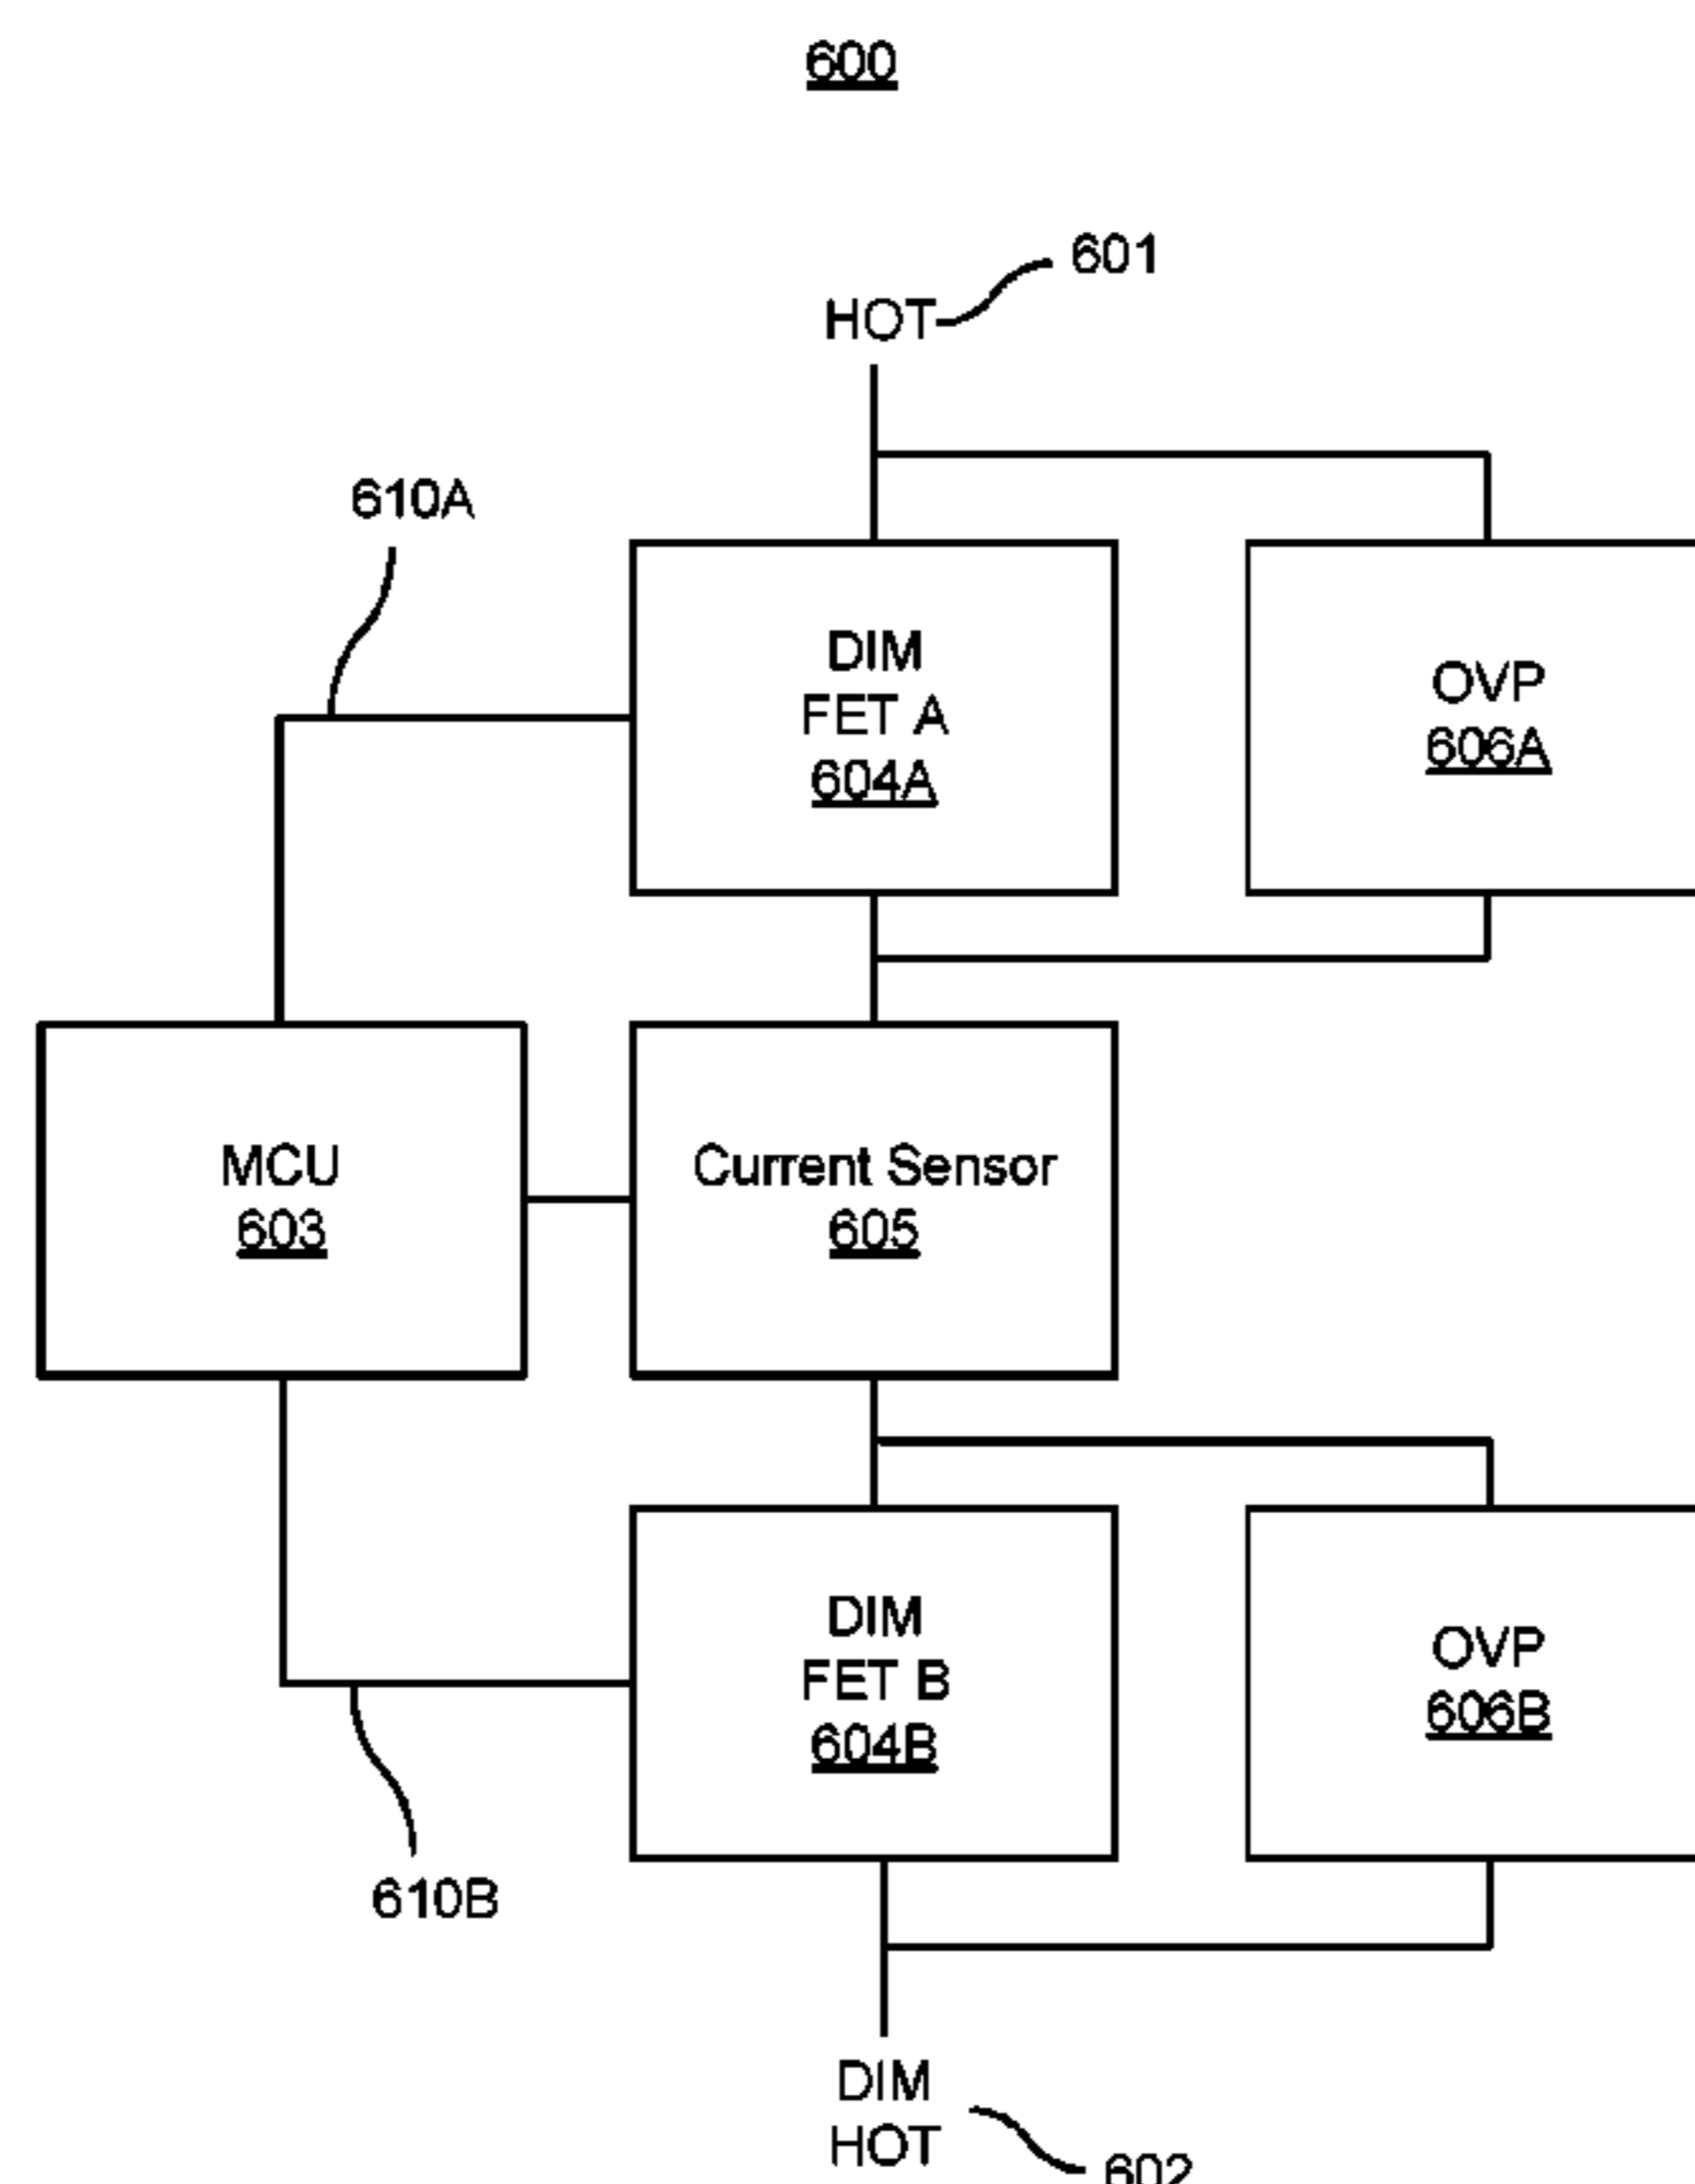 600
601
HOT
610A
DIM
FET A
604A
OVP
606A
MCU
603
Current Sensor
605
DIM
FET B
604B
OVP
606B
610B
DIM
HOT
602